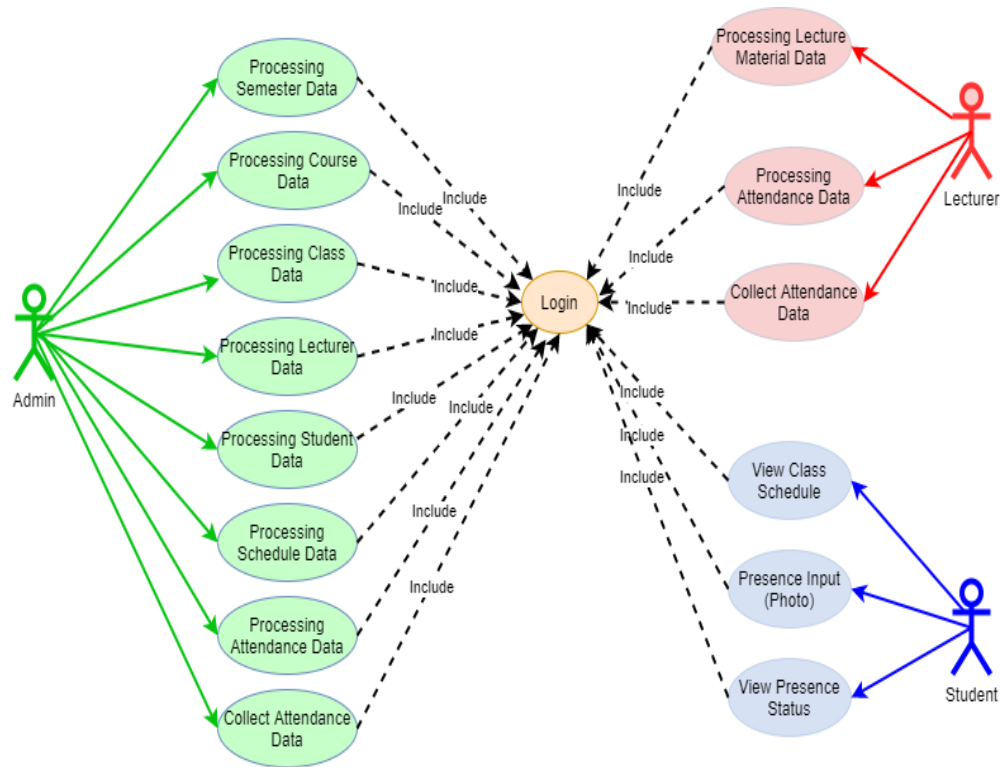 Processing
Semester Data
Processing Course
Data
Processing Class
Data
Processing Lecturer
Data
Processing Student
Data
Processing
Schedule Data
Processing
Attendance Data
Collect Attendance
Data
Admin
Include
Include
Include
Include
Include
Include
Include
Include
Login
Include
Include
Include
Include
Include
Include
Processing Lecture
Material Data
Processing
Attendance Data
Collect Attendance
Data
Lecturer
View Class
Schedule
Presence Input
(Photo)
View Presence
Status
Student